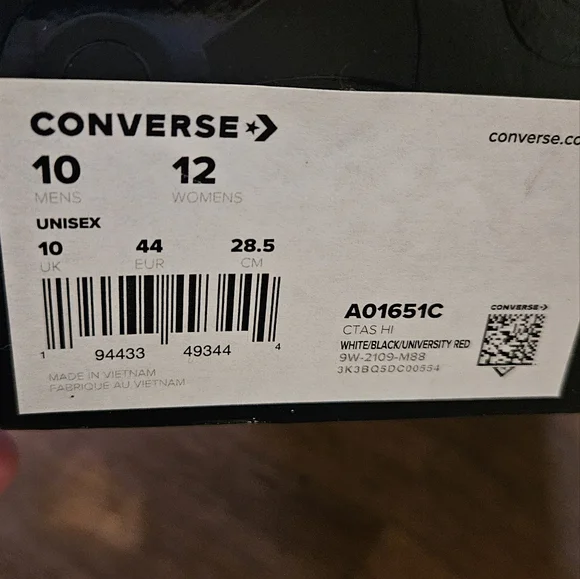 CONVERSE
converse.co
10 12
MENS WOMENS
UNISEX
10 44 28.5
UK EUR CM
1 94433 49344 4
MADE IN VIETNAM
FABRIQUE AU VIETNAM
A01651C
CTAS HI
WHITE/BLACK/UNIVERSITY RED
9W-2109-M88
3K3BQ5DC00554
CONVERSE